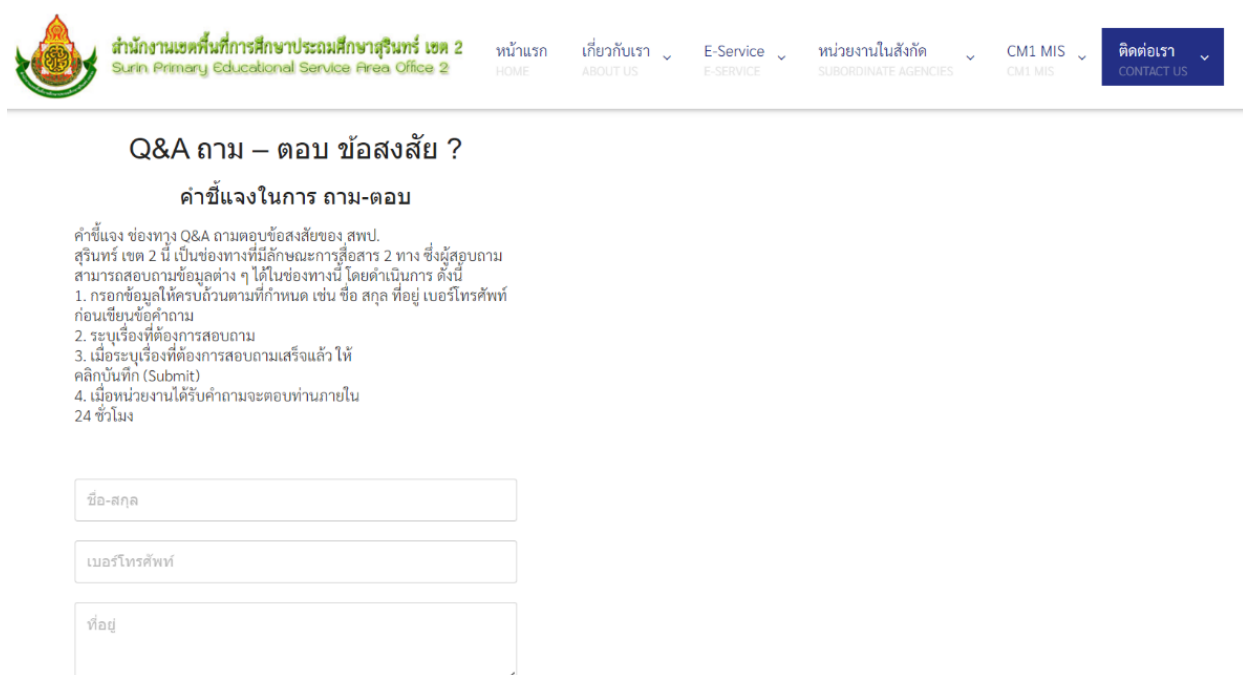 สำนักงานเขตพื้นที่การศึกษาประถมศึกษาสุรินทร์ เขต 2
Surin Primary Educational Service Area Office 2
หน้าแรก
HOME
เกี่ยวกับเรา
ABOUT US
E-Service
E-SERVICE
หน่วยงานในสังกัด
SUBORDINATE AGENCIES
CM1 MIS
CM1 MIS
ติดต่อเรา
CONTACT US
Q&A ถาม – ตอบ ข้อสงสัย ?
คำชี้แจงในการ ถาม-ตอบ
คำชี้แจง ช่องทาง Q&A ถามตอบข้อสงสัยของ สพป.
สุรินทร์ เขต 2 นี้ เป็นช่องทางที่มีลักษณะการสื่อสาร 2 ทาง ซึ่งผู้สอบถาม
สามารถสอบถามข้อมูลต่าง ๆ ได้ในช่องทางนี้ โดยดำเนินการ ดังนี้
1. กรอกข้อมูลให้ครบถ้วนตามที่กำหนด เช่น ชื่อ สกุล ที่อยู่ เบอร์โทรศัพท์
ก่อนเขียนข้อคำถาม
2. ระบุเรื่องที่ต้องการสอบถาม
3. เมื่อระบุเรื่องที่ต้องการสอบถามเสร็จแล้ว ให้
คลิกบันทึก (Submit)
4. เมื่อหน่วยงานได้รับคำถามจะตอบท่านภายใน
24 ชั่วโมง
ชื่อ-สกุล
เบอร์โทรศัพท์
ที่อยู่